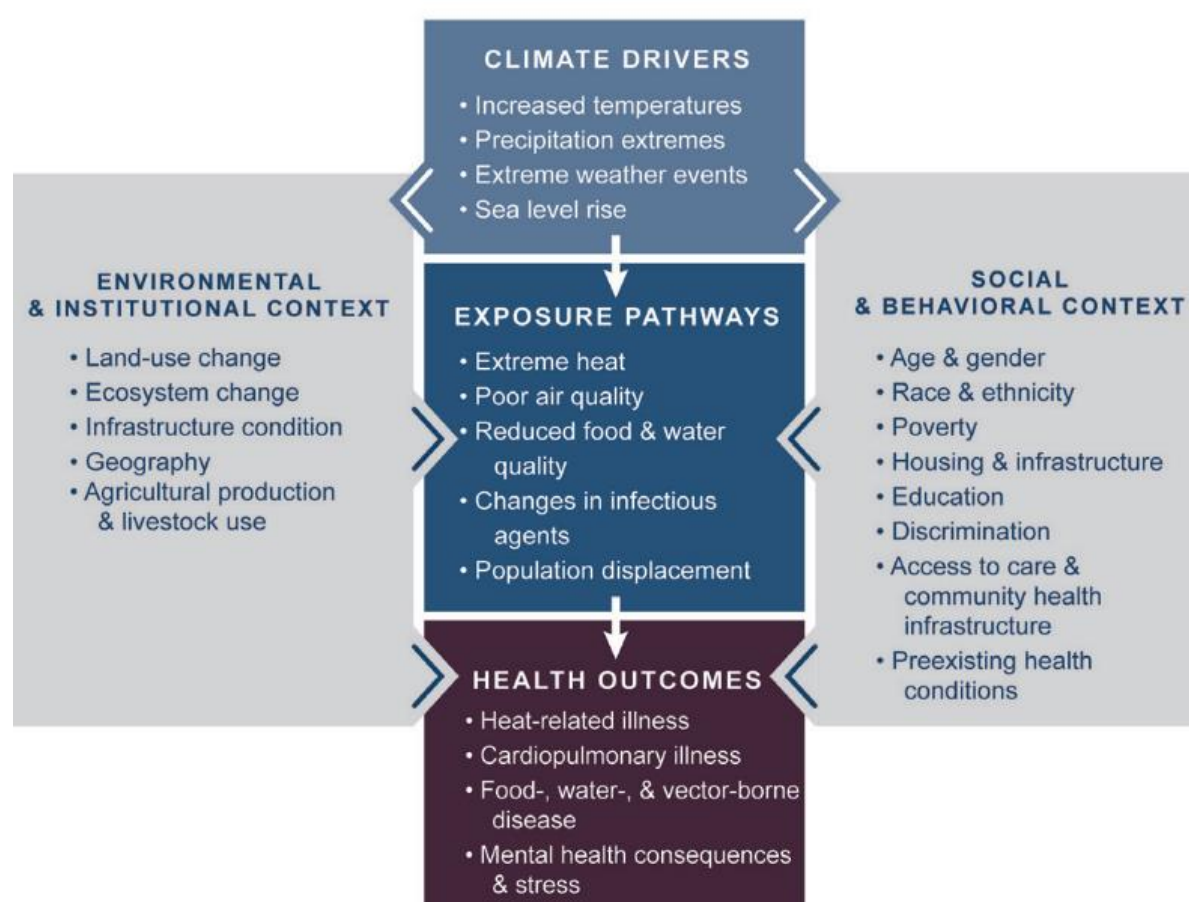 CLIMATE DRIVERS
• Increased temperatures
• Precipitation extremes
• Extreme weather events
• Sea level rise
ENVIRONMENTAL
& INSTITUTIONAL CONTEXT
• Land-use change
• Ecosystem change
• Infrastructure condition
• Geography
• Agricultural production
& livestock use
EXPOSURE PATHWAYS
• Extreme heat
• Poor air quality
• Reduced food & water
quality
• Changes in infectious
agents
• Population displacement
SOCIAL
& BEHAVIORAL CONTEXT
• Age & gender
• Race & ethnicity
• Poverty
• Housing & infrastructure
• Education
• Discrimination
• Access to care &
community health
infrastructure
• Preexisting health
conditions
HEALTH OUTCOMES
• Heat-related illness
• Cardiopulmonary illness
• Food-, water-, & vector-borne
disease
• Mental health consequences
& stress